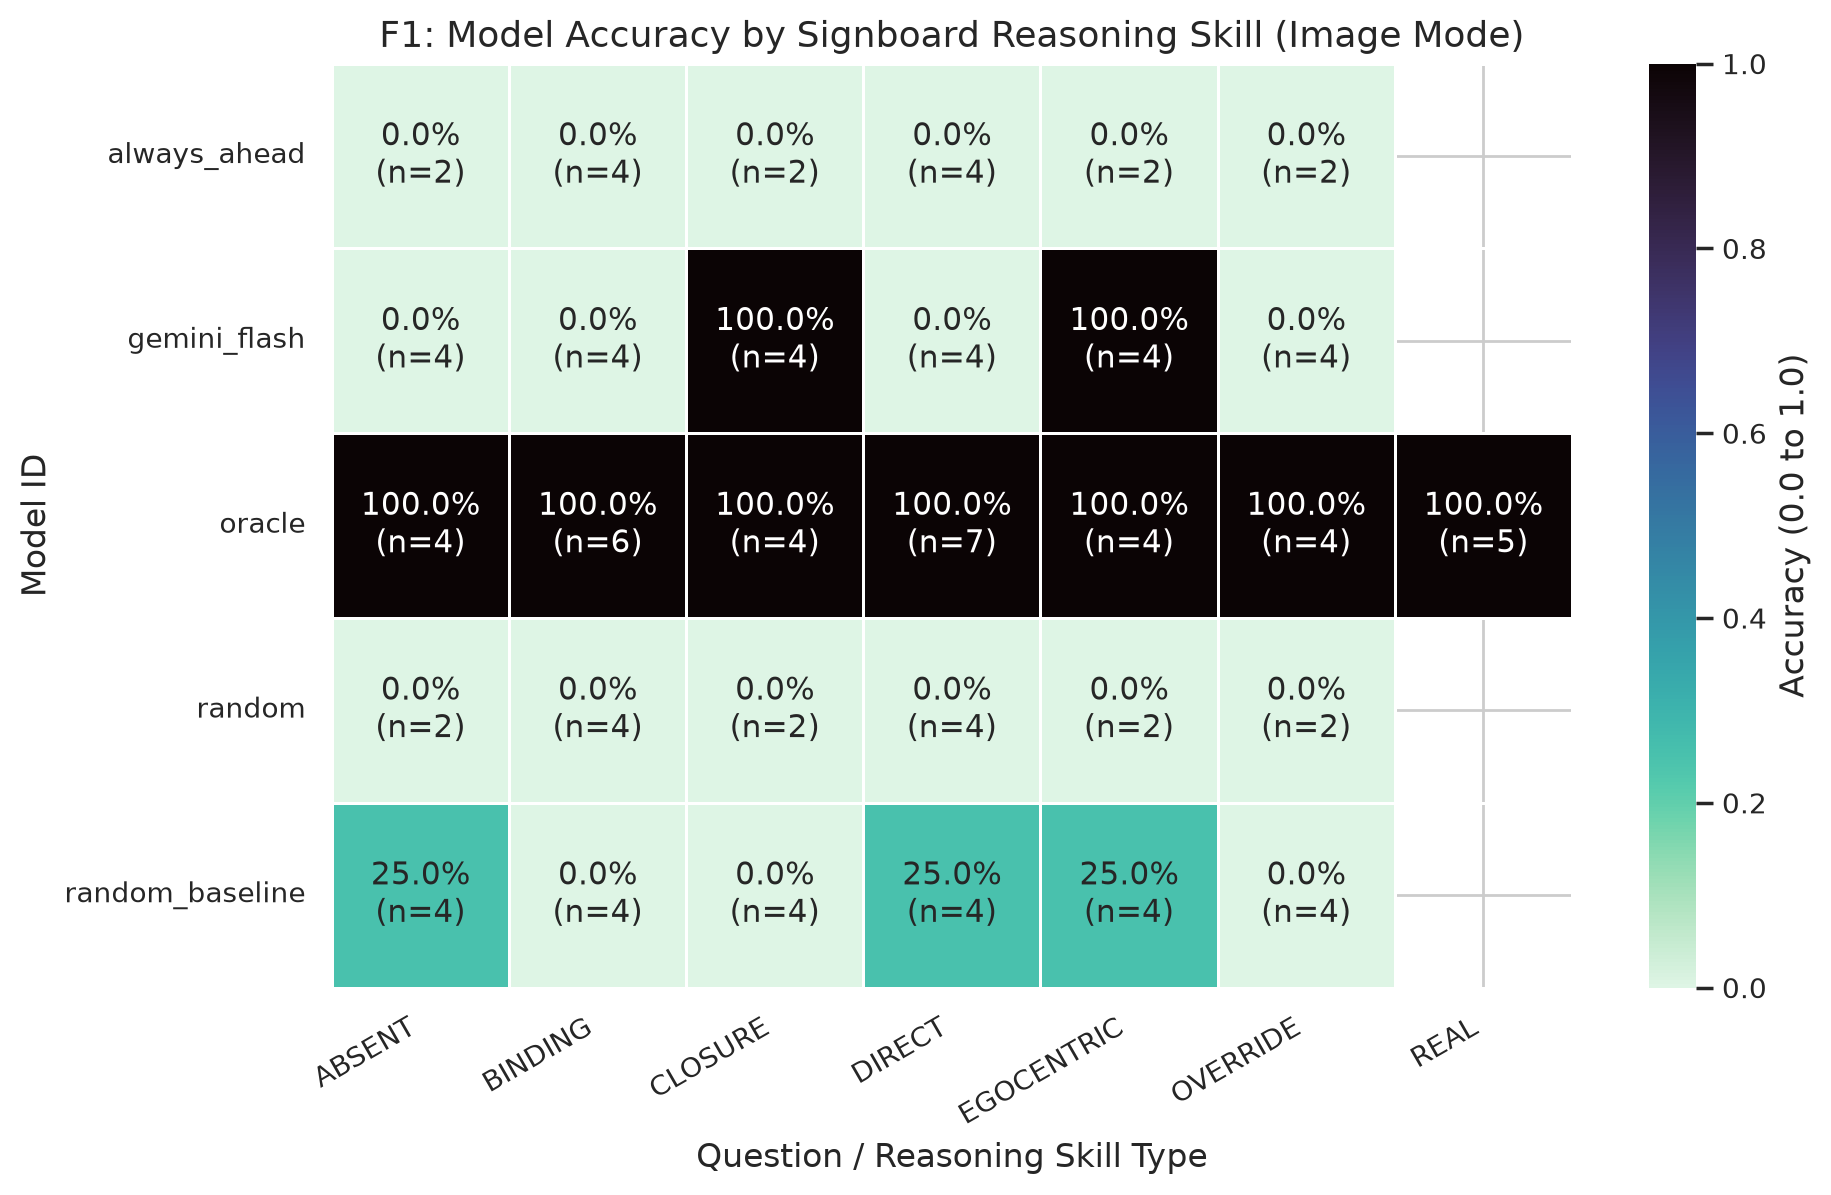 F1: Model Accuracy by Signboard Reasoning Skill (Image Mode)
Model ID
always_ahead
0.0% 0.0% 0.0% 0.0% 0.0% 0.0%
(n=2) (n=4) (n=2) (n=4) (n=2) (n=2)
gemini_flash
0.0% 0.0% 100.0% 0.0% 100.0% 0.0%
(n=4) (n=4) (n=4) (n=4) (n=4) (n=4)
oracle
100.0% 100.0% 100.0% 100.0% 100.0% 100.0% 100.0%
(n=4) (n=6) (n=4) (n=7) (n=4) (n=4) (n=5)
random
0.0% 0.0% 0.0% 0.0% 0.0% 0.0%
(n=2) (n=4) (n=2) (n=4) (n=2) (n=2)
random_baseline
25.0% 0.0% 0.0% 25.0% 25.0% 0.0%
(n=4) (n=4) (n=4) (n=4) (n=4) (n=4)
ABSENT BINDING CLOSURE DIRECT EGOCENTRIC OVERRIDE REAL
Question / Reasoning Skill Type
1.0
0.8
0.6
0.4
0.2
0.0
Accuracy (0.0 to 1.0)